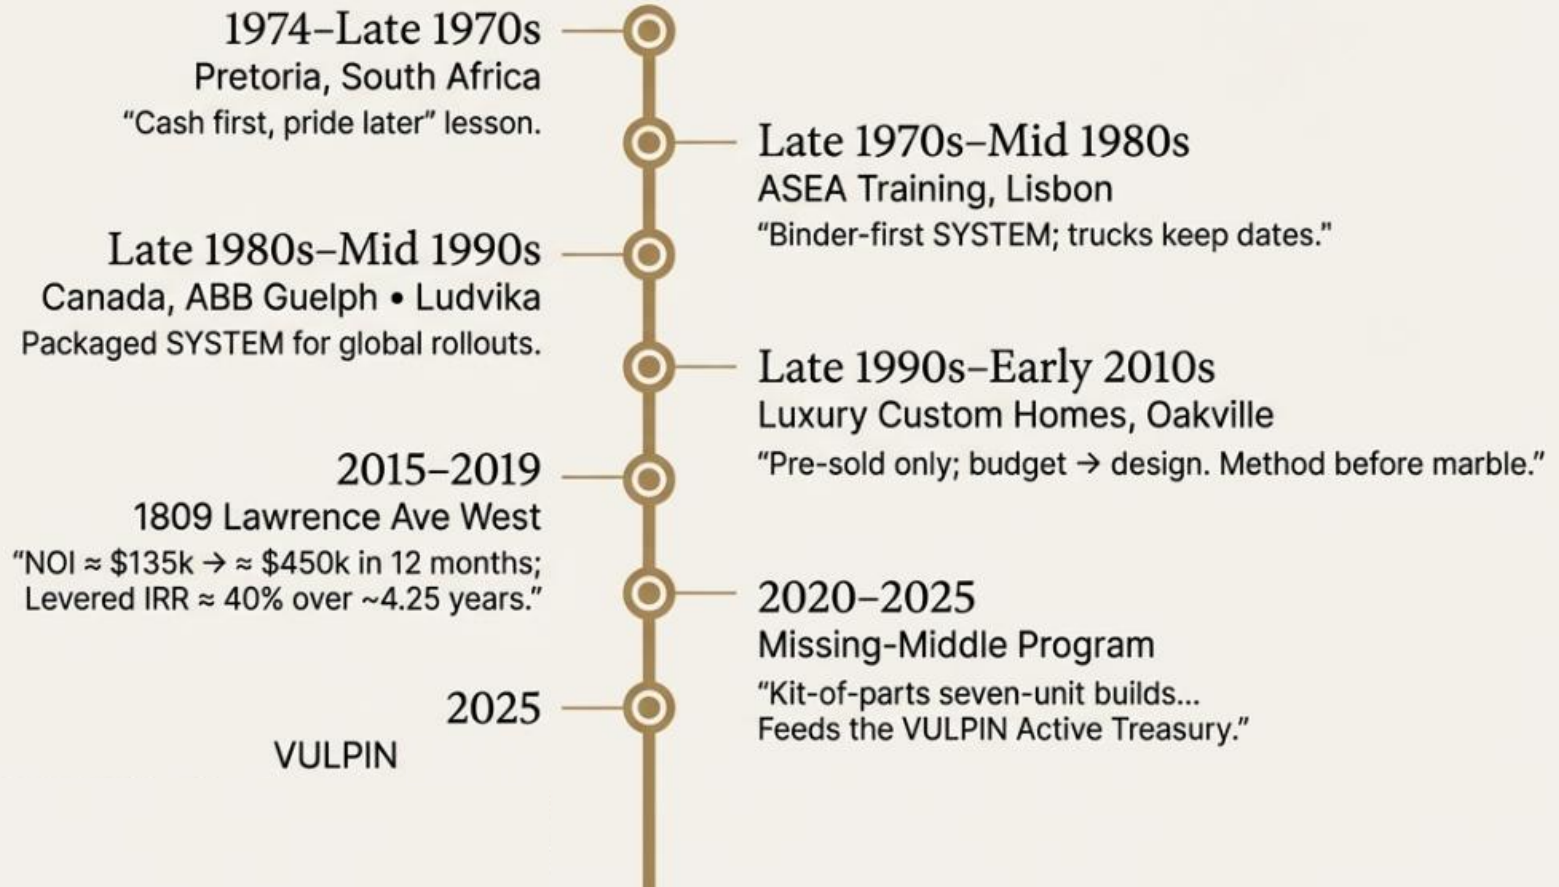 1974–Late 1970s
Pretoria, South Africa
“Cash first, pride later” lesson.
Late 1970s–Mid 1980s
ASEA Training, Lisbon
“Binder-first SYSTEM; trucks keep dates.”
Late 1980s–Mid 1990s
Canada, ABB Guelph • Ludvika
Packaged SYSTEM for global rollouts.
Late 1990s–Early 2010s
Luxury Custom Homes, Oakville
“Pre-sold only; budget → design. Method before marble.”
2015–2019
1809 Lawrence Ave West
“NOI ≈ $135k → ≈ $450k in 12 months;
Levered IRR ≈ 40% over ~4.25 years.”
2020–2025
Missing-Middle Program
“Kit-of-parts seven-unit builds...
Feeds the VULPIN Active Treasury.”
2025
VULPIN